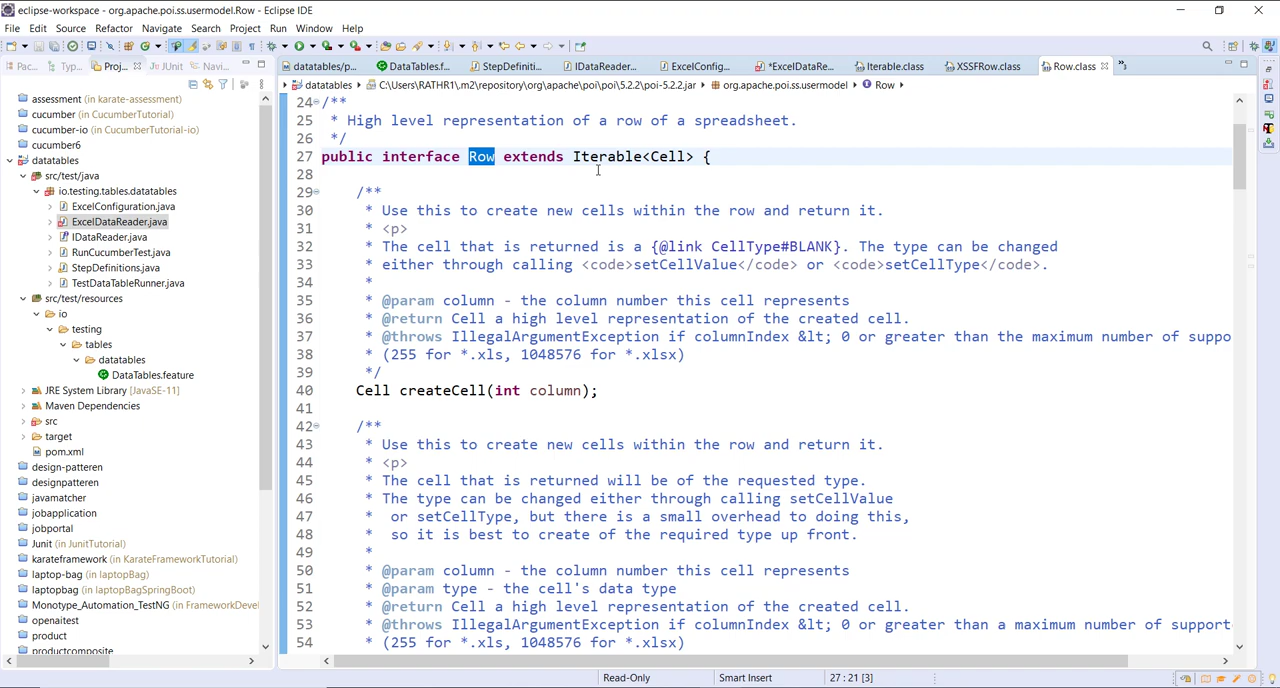 eclipse-workspace - org.apache.poi.ss.usermodel.Row - Eclipse IDE
File Edit Source Refactor Navigate Search Project Run Window Help
Pac... Typ... Proj... JUnit Navi...
datatables/p... DataTables.f... StepDefiniti... IDataReader... ExcelConfig... *ExcelDataRe... Iterable.class XSSFRow.class Row.class
datatables C:\Users\RATHR1\.m2\repository\org\apache\poi\poi\5.2.2\poi-5.2.2.jar org.apache.poi.ss.usermodel Row
assessment (in karate-assessment)
cucumber (in CucumberTutorial)
cucumber-io (in CucumberTutorial-io)
cucumber6
datatables
src/test/java
io.testing.tables.datatables
ExcelConfiguration.java
ExcelDataReader.java
IDataReader.java
RunCucumberTest.java
StepDefinitions.java
TestDataTableRunner.java
src/test/resources
io
testing
tables
datatables
DataTables.feature
JRE System Library [JavaSE-11]
Maven Dependencies
src
target
pom.xml
design-patteren
designpatteren
javamatcher
jobapplication
jobportal
Junit (in JunitTutorial)
karateframework (in KarateFrameworkTutorial)
laptop-bag (in laptopBag)
laptopbag (in laptopBagSpringBoot)
Monotype_Automation_TestNG (in FrameworkDeve
openaitest
product
productcomposite
24 /**
25 * High level representation of a row of a spreadsheet.
26 */
27 public interface Row extends Iterable<Cell> {
28
29 /**
30 * Use this to create new cells within the row and return it.
31 * <p>
32 * The cell that is returned is a {@link CellType#BLANK}. The type can be changed
33 * either through calling <code>setCellValue</code> or <code>setCellType</code>.
34 *
35 * @param column - the column number this cell represents
36 * @return Cell a high level representation of the created cell.
37 * @throws IllegalArgumentException if columnIndex &lt; 0 or greater than the maximum number of suppo
38 * (255 for *.xls, 1048576 for *.xlsx)
39 */
40 Cell createCell(int column);
41
42 /**
43 * Use this to create new cells within the row and return it.
44 * <p>
45 * The cell that is returned will be of the requested type.
46 * The type can be changed either through calling setCellValue
47 * or setCellType, but there is a small overhead to doing this,
48 * so it is best to create of the required type up front.
49 *
50 * @param column - the column number this cell represents
51 * @param type - the cell's data type
52 * @return Cell a high level representation of the created cell.
53 * @throws IllegalArgumentException if columnIndex &lt; 0 or greater than a maximum number of support
54 * (255 for *.xls, 1048576 for *.xlsx)
Read-Only Smart Insert 27 : 21 [3]